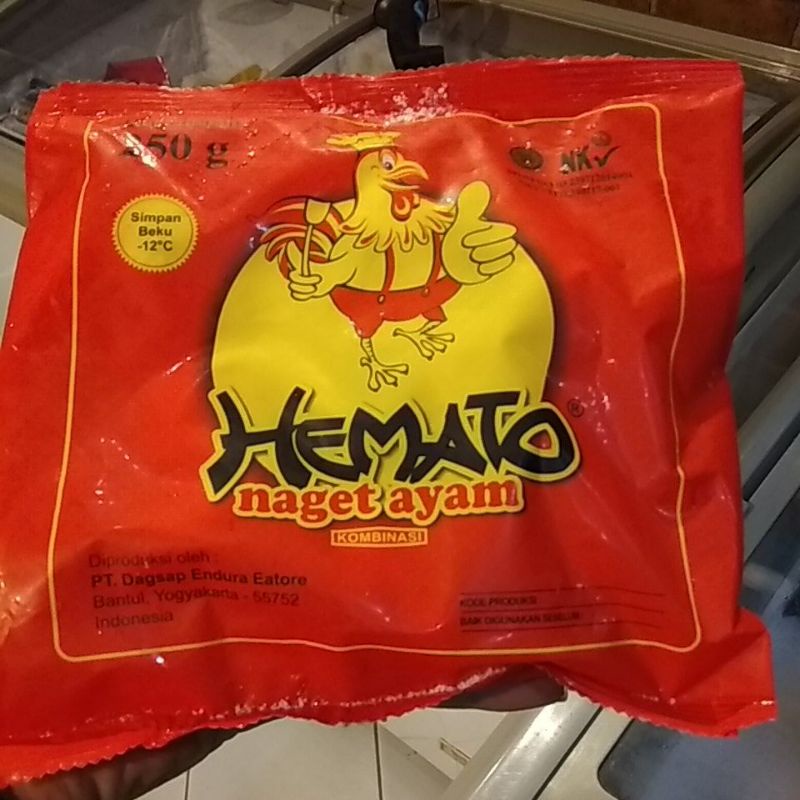 50 g
NKV
Simpan
Beku
-12°C
HEMATO®
naget ayam
KOMBINASI
Diproduksi oleh :
PT. Dagsap Endura Eatore
Bantul, Yogyakarta - 55752
Indonesia
KODE PRODUKSI
BAIK DIGUNAKAN SEBELUM :